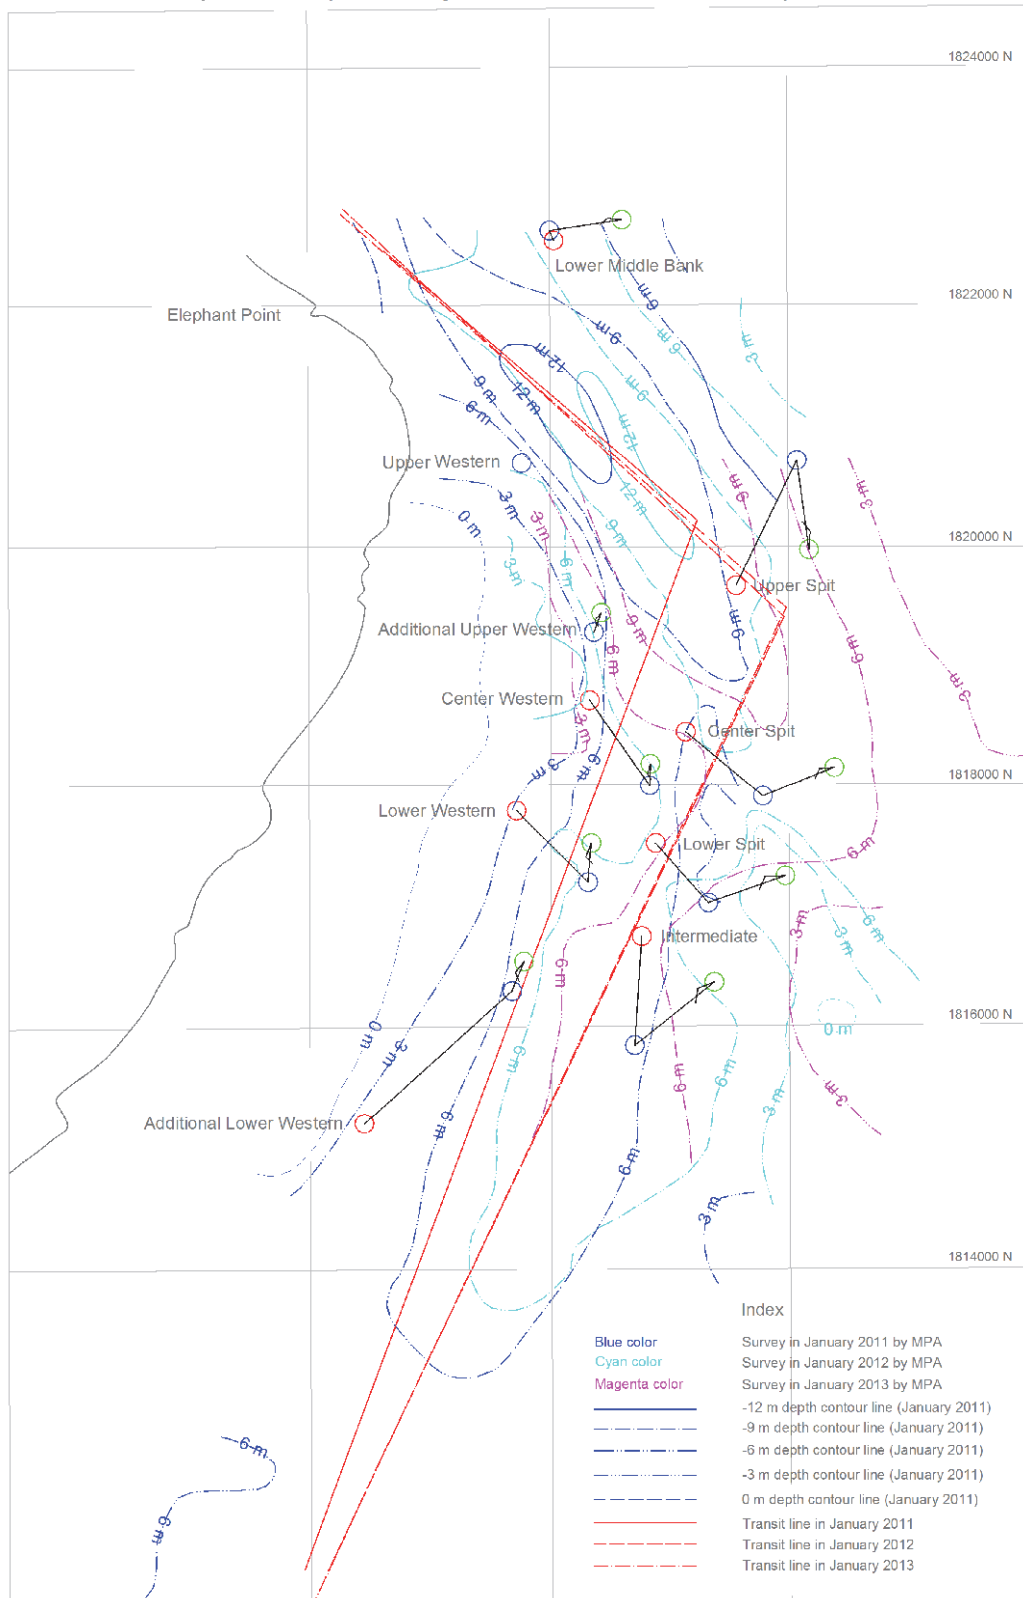 1824000 N
Lower Middle Bank
1822000 N
Elephant Point
6 m
9 m
6 m
3 m
12 m
9 m
9 m
12 m
6 m
12 m
Upper Western
9 m
3 m
3 m
0 m
3 m
12 m
9 m
1820000 N
6 m
3 m
Upper Spit
Additional Upper Western
9 m
9 m
6 m
6 m
3 m
Center Western
3 m
Center Spit
6 m
3 m
1818000 N
Lower Western
Lower Spit
6 m
Intermediate
3 m
3 m
6 m
6 m
1816000 N
0 m
0 m
3 m
6 m
6 m
6 m
3 m
3 m
Additional Lower Western
6 m
6 m
3 m
1814000 N
Index
Blue color Survey in January 2011 by MPA
Cyan color Survey in January 2012 by MPA
Magenta color Survey in January 2013 by MPA
-12 m depth contour line (January 2011)
-9 m depth contour line (January 2011)
-6 m depth contour line (January 2011)
-3 m depth contour line (January 2011)
0 m depth contour line (January 2011)
Transit line in January 2011
Transit line in January 2012
Transit line in January 2013
6 m
6 m